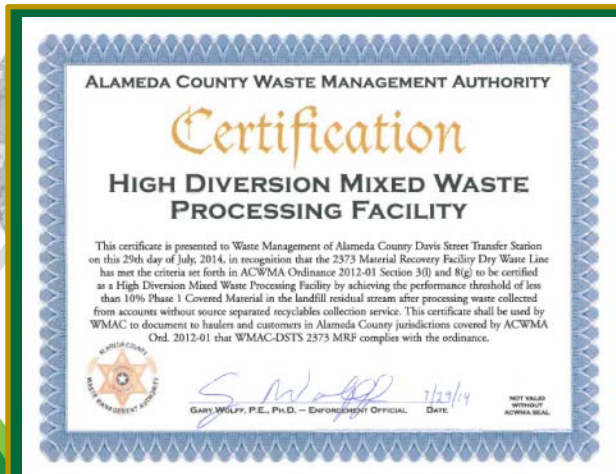 ALAMEDA COUNTY WASTE MANAGEMENT AUTHORITY
Certification
HIGH DIVERSION MIXED WASTE
PROCESSING FACILITY
This certificate is presented to Waste Management of Alameda County Davis Street Transfer Station
on this 29th day of July, 2014, in recognition that the 2373 Material Recovery Facility Dry Waste Line
has met the criteria set forth in ACWMA Ordinance 2012-01 Section 3(l) and 8(g) to be certified
as a High Diversion Mixed Waste Processing Facility by achieving the performance threshold of less
than 10% Phase 1 Covered Material in the landfill residual stream after processing waste collected
from accounts without source separated recyclables collection service. This certificate shall be used by
WMAC to document to haulers and customers in Alameda County jurisdictions covered by ACWMA
Ord. 2012-01 that WMAC-DSTS 2373 MRF complies with the ordinance.
ALAMEDA COUNTY
WASTE MANAGEMENT AUTHORITY
7/29/14
GARY WOLFF, P.E., PH.D. – ENFORCEMENT OFFICIAL DATE
NOT VALID
WITHOUT
ACWMA SEAL